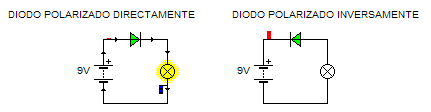 DIODO POLARIZADO DIRECTAMENTE
DIODO POLARIZADO INVERSAMENTE
9V
+
9V
+